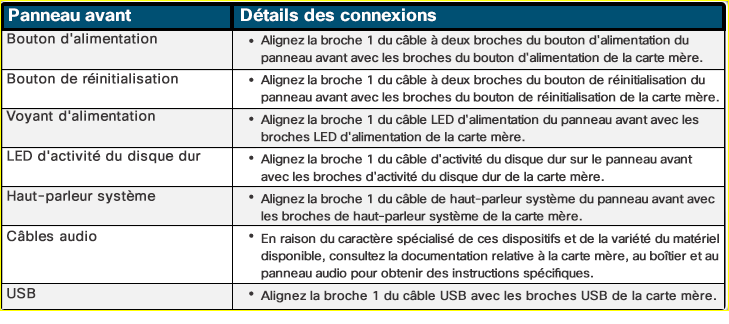 Panneau avant Détails des connexions
Bouton d'alimentation
• Alignez la broche 1 du câble à deux broches du bouton d'alimentation du
panneau avant avec les broches du bouton d'alimentation de la carte mère.
Bouton de réinitialisation
• Alignez la broche 1 du câble à deux broches du bouton de réinitialisation du
panneau avant avec les broches du bouton de réinitialisation de la carte mère.
Voyant d'alimentation
• Alignez la broche 1 du câble LED d'alimentation du panneau avant avec les
broches LED d'alimentation de la carte mère.
LED d'activité du disque dur
• Alignez la broche 1 du câble d'activité du disque dur sur le panneau avant
avec les broches d'activité du disque dur de la carte mère.
Haut-parleur système
• Alignez la broche 1 du câble de haut-parleur système du panneau avant avec
les broches de haut-parleur système de la carte mère.
Câbles audio
• En raison du caractère spécialisé de ces dispositifs et de la variété du matériel
disponible, consultez la documentation relative à la carte mère, au boîtier et au
panneau audio pour obtenir des instructions spécifiques.
USB
• Alignez la broche 1 du câble USB avec les broches USB de la carte mère.